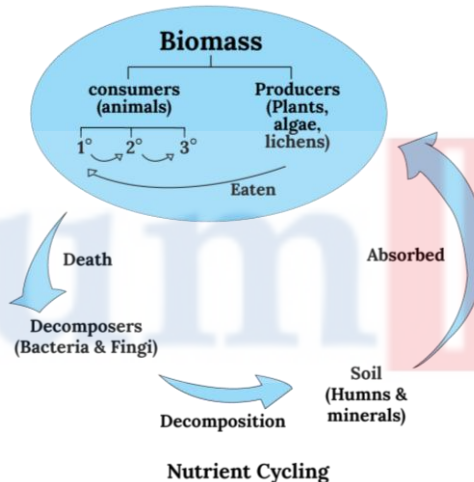 Biomass
consumers
(animals)
Producers
(Plants,
algae,
lichens)
1° 2° 3°
Eaten
Death
Absorbed
Decomposers
(Bacteria & Fingi)
Soil
(Humns &
minerals)
Decomposition
Nutrient Cycling